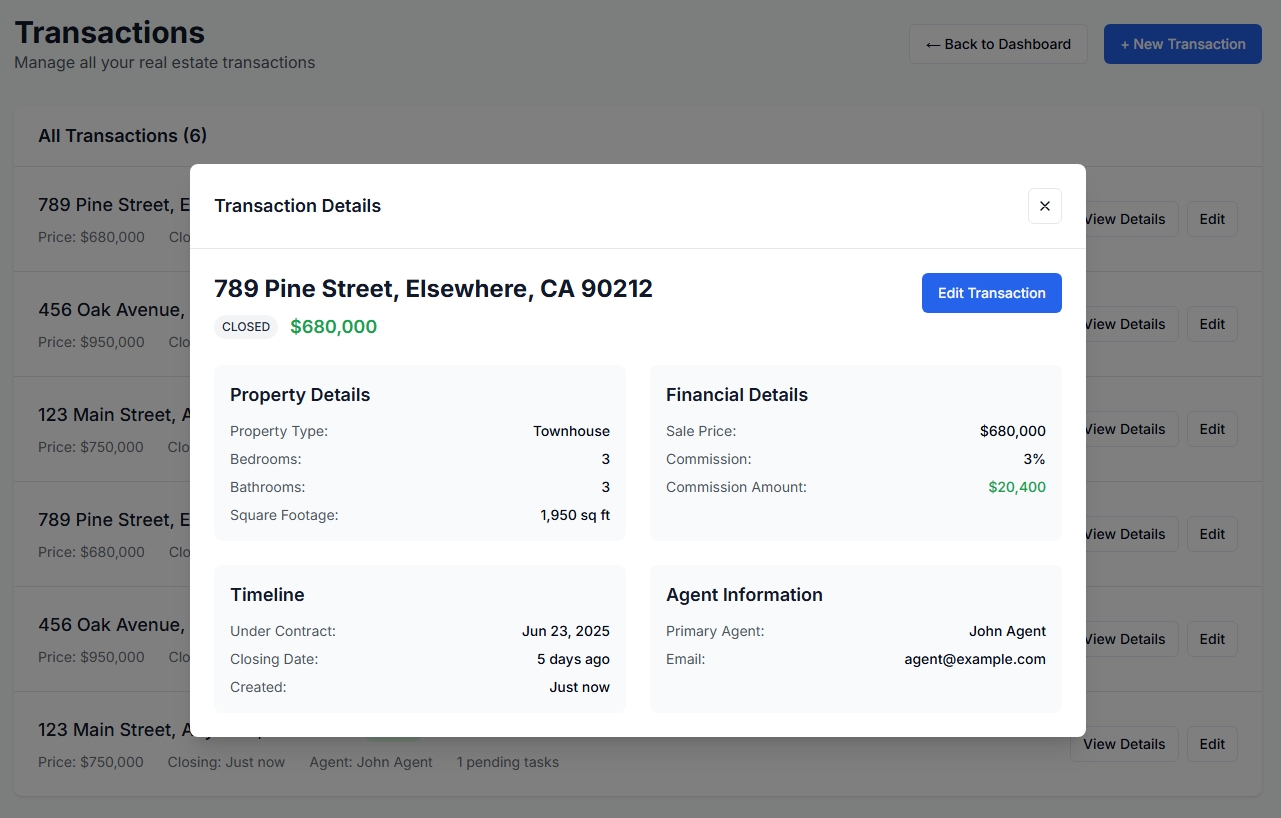 Transactions
Manage all your real estate transactions
← Back to Dashboard
+ New Transaction
All Transactions (6)
789 Pine Street, E
Price: $680,000 Clo
View Details Edit
456 Oak Avenue,
Price: $950,000 Clo
View Details Edit
123 Main Street, A
Price: $750,000 Clo
View Details Edit
789 Pine Street, E
Price: $680,000 Clo
View Details Edit
456 Oak Avenue,
Price: $950,000 Clo
View Details Edit
123 Main Street,
Price: $750,000 Closing: Just now Agent: John Agent 1 pending tasks
View Details Edit
Transaction Details
×
789 Pine Street, Elsewhere, CA 90212
Edit Transaction
CLOSED $680,000
Property Details
Property Type: Townhouse
Bedrooms: 3
Bathrooms: 3
Square Footage: 1,950 sq ft
Financial Details
Sale Price: $680,000
Commission: 3%
Commission Amount: $20,400
Timeline
Under Contract: Jun 23, 2025
Closing Date: 5 days ago
Created: Just now
Agent Information
Primary Agent: John Agent
Email: agent@example.com